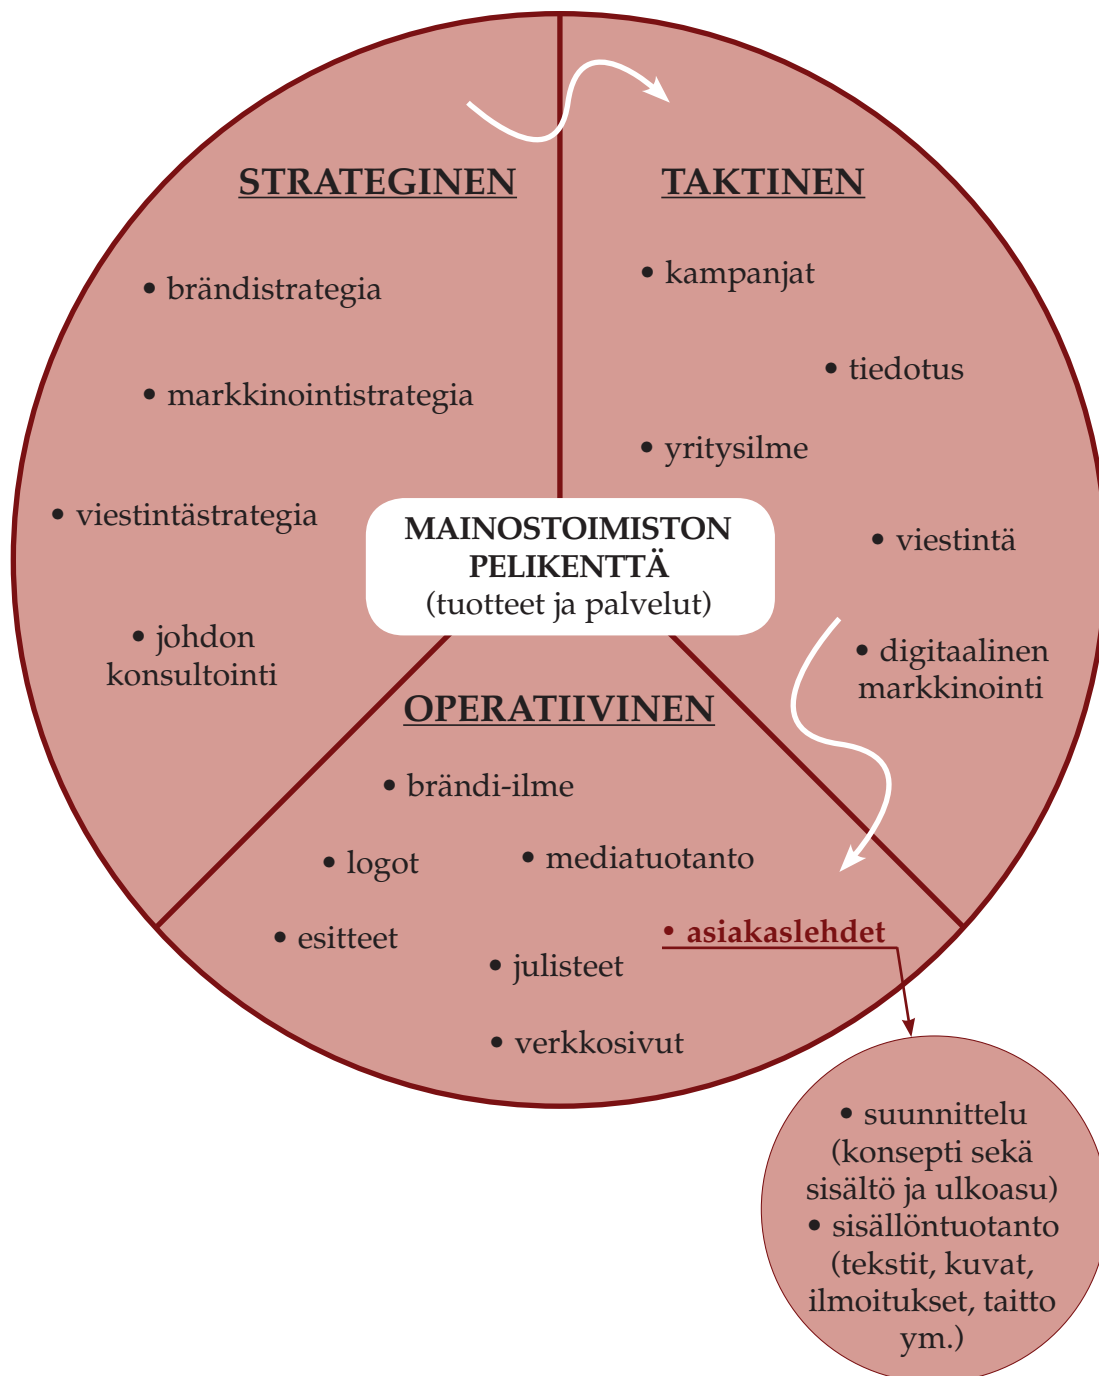 STRATEGINEN
• brändistrategia
• markkinointistrategia
• viestintästrategia
• johdon
konsultointi
TAKTINEN
• kampanjat
• tiedotus
• yritysilme
• viestintä
• digitaalinen
markkinointi
MAINOSTOIMISTON
PELIKENTTÄ
(tuotteet ja palvelut)
OPERATIIVINEN
• brändi-ilme
• logot
• mediatuotanto
• esitteet
• asiakaslehdet
• julisteet
• verkkosivut
• suunnittelu
(konsepti sekä
sisältö ja ulkoasu)
• sisällöntuotanto
(tekstit, kuvat,
ilmoitukset, taitto
ym.)